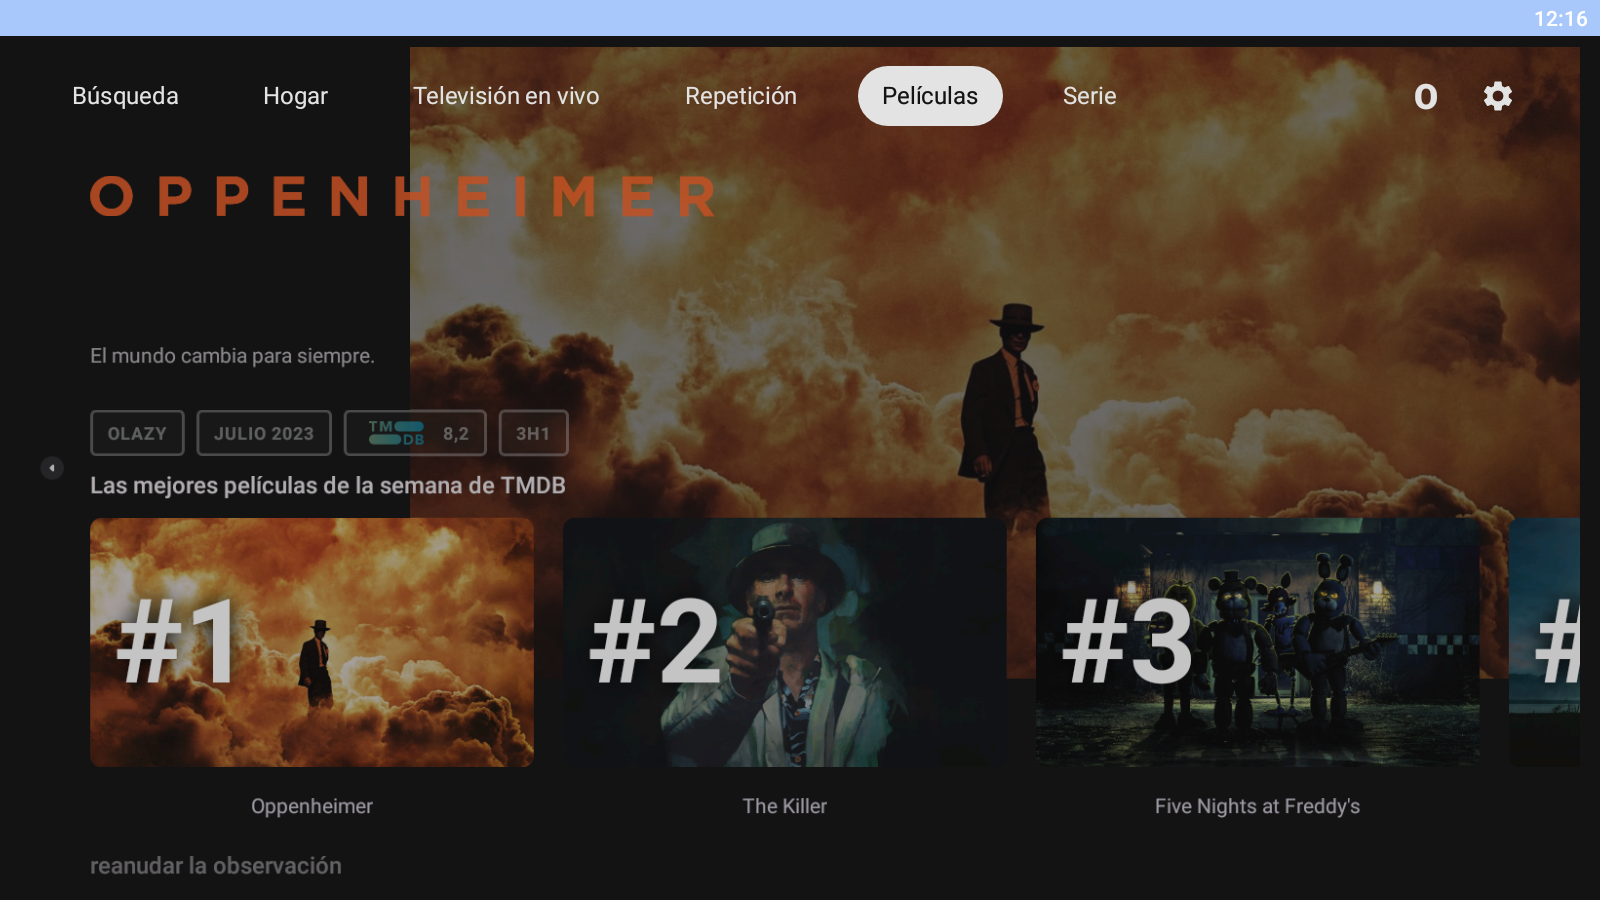 12:16
Búsqueda Hogar Televisión en vivo Repetición Películas Serie O
OPPENHEIMER
El mundo cambia para siempre.
OLAZY JULIO 2023 TMDB 8,2 3H1
Las mejores películas de la semana de TMDB
#1 #2 #3 #
Oppenheimer The Killer Five Nights at Freddy's
reanudar la observación